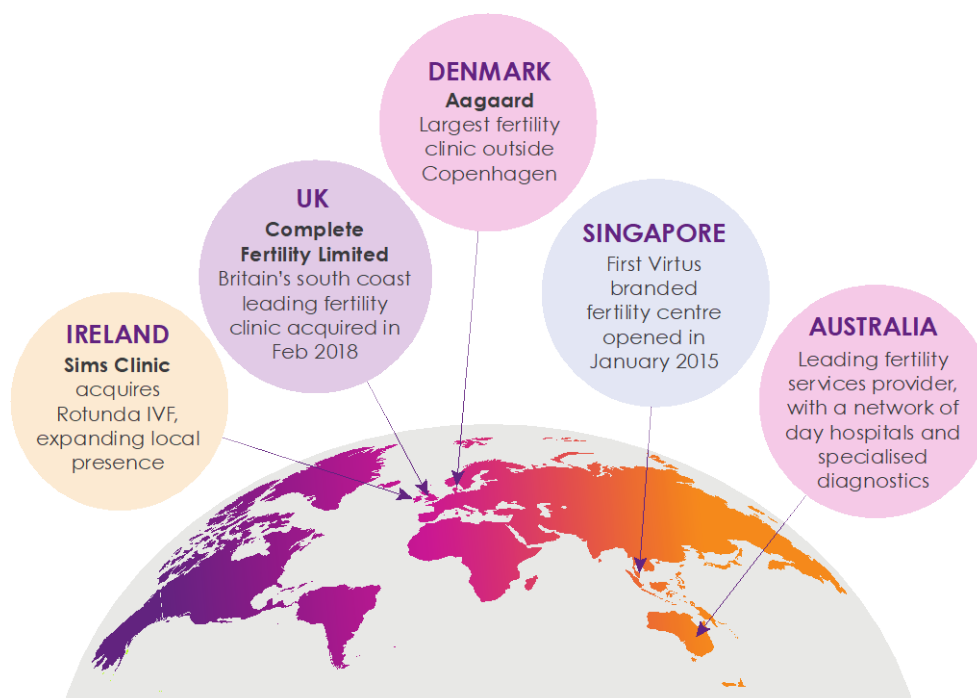 DENMARK
Aagaard
Largest fertility
clinic outside
Copenhagen
UK
Complete
Fertility Limited
Britain's south coast
leading fertility
clinic acquired in
Feb 2018
SINGAPORE
First Virtus
branded
fertility centre
opened in
January 2015
IRELAND
Sims Clinic
acquires
Rotunda IVF,
expanding local
presence
AUSTRALIA
Leading fertility
services provider,
with a network of
day hospitals and
specialised
diagnostics